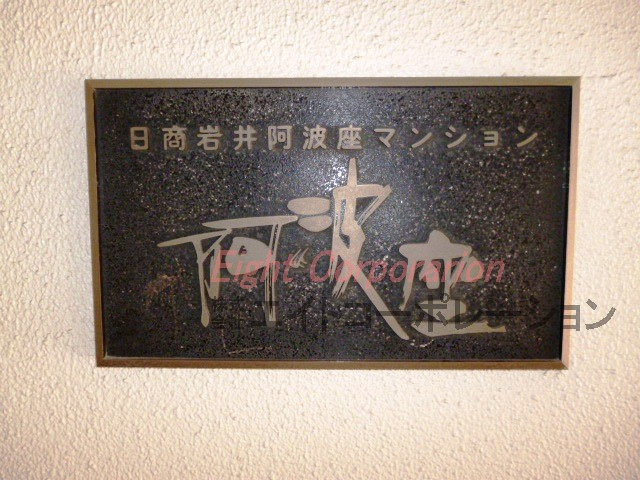 日商岩井阿波座マンション
阿波座
Eight Corporation
㈱エイトコーポレーション